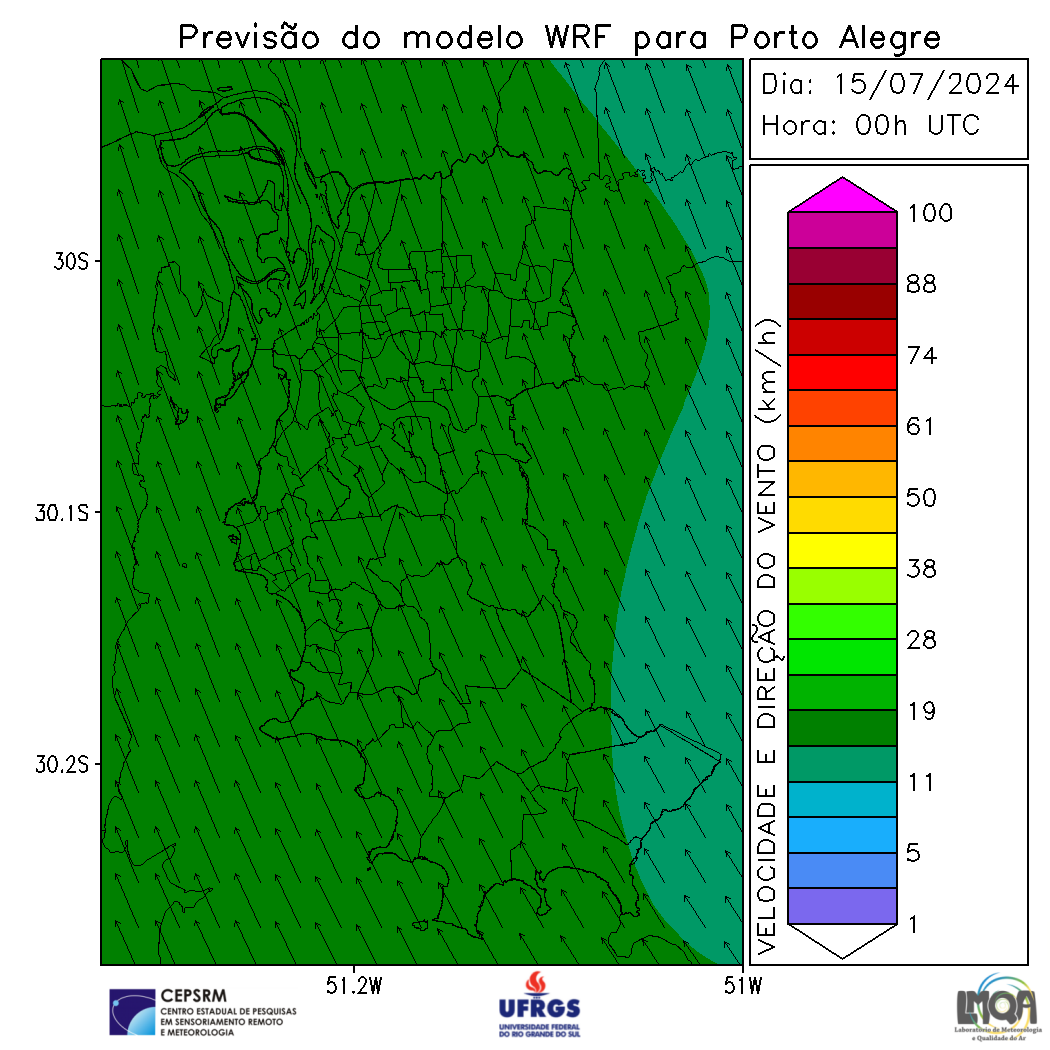 Previsão do modelo WRF para Porto Alegre
Dia: 15/07/2024
Hora: 00h UTC
30S
30.1S
30.2S
51.2W
51W
VELOCIDADE E DIREÇÃO DO VENTO (km/h)
100
88
74
61
50
38
28
19
11
5
1
CEPSRM
CENTRO ESTADUAL DE PESQUISAS
EM SENSORIAMENTO REMOTO
E METEOROLOGIA
UFRGS
UNIVERSIDADE FEDERAL
DO RIO GRANDE DO SUL
LMQA
Laboratório de Meteorologia
e Qualidade do Ar